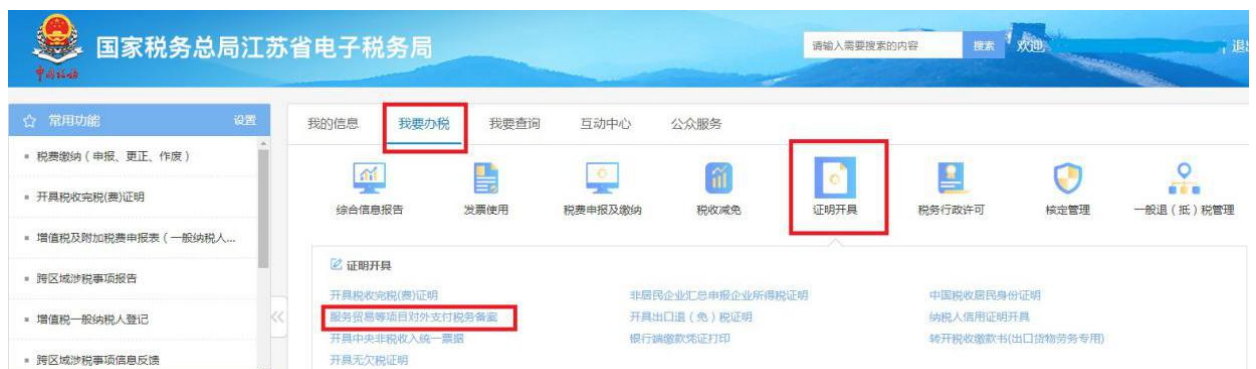 国家税务总局江苏省电子税务局
请输入需要搜索的内容 搜索 欢迎
常用功能 设置
我的信息 我要办税 我要查询 互动中心 公众服务
税费缴纳（申报、更正、作废）
开具税收完税(费)证明
增值税及附加税费申报表（一般纳税人...
跨区域涉税事项报告
增值税一般纳税人登记
跨区域涉税事项信息反馈
综合信息报告 发票使用 税费申报及缴纳 税收减免 证明开具 税务行政许可 核定管理 一般退（抵）税管理
证明开具
开具税收完税(费)证明 非居民企业汇总申报企业所得税证明 中国税收居民身份证明
服务贸易等项目对外支付税务备案 开具出口退（免）税证明 纳税人信用证明开具
开具中央非税收入统一票据 银行端缴款凭证打印 转开税收缴款书(出口货物劳务专用)
开具无欠税证明